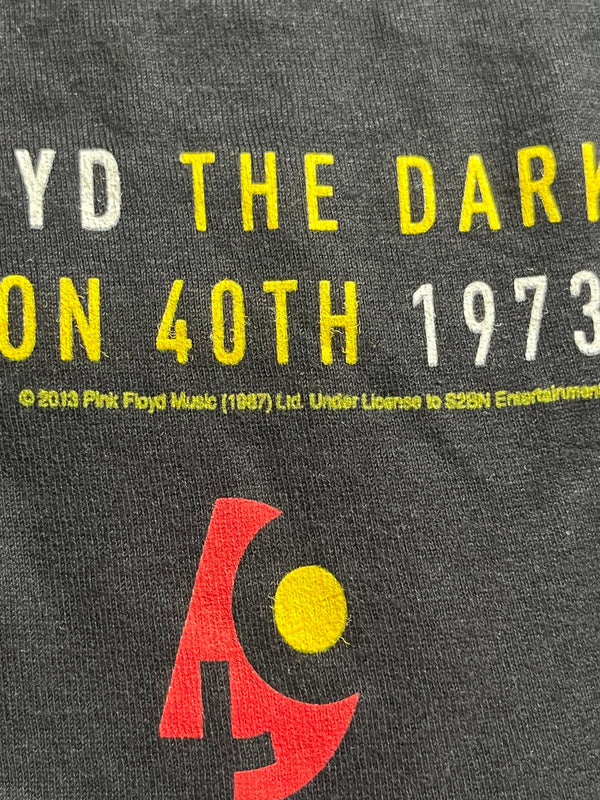 YD THE DARK
ON 40TH 1973
© 2013 Pink Floyd Music (1987) Ltd. Under License to S2BN Entertainment